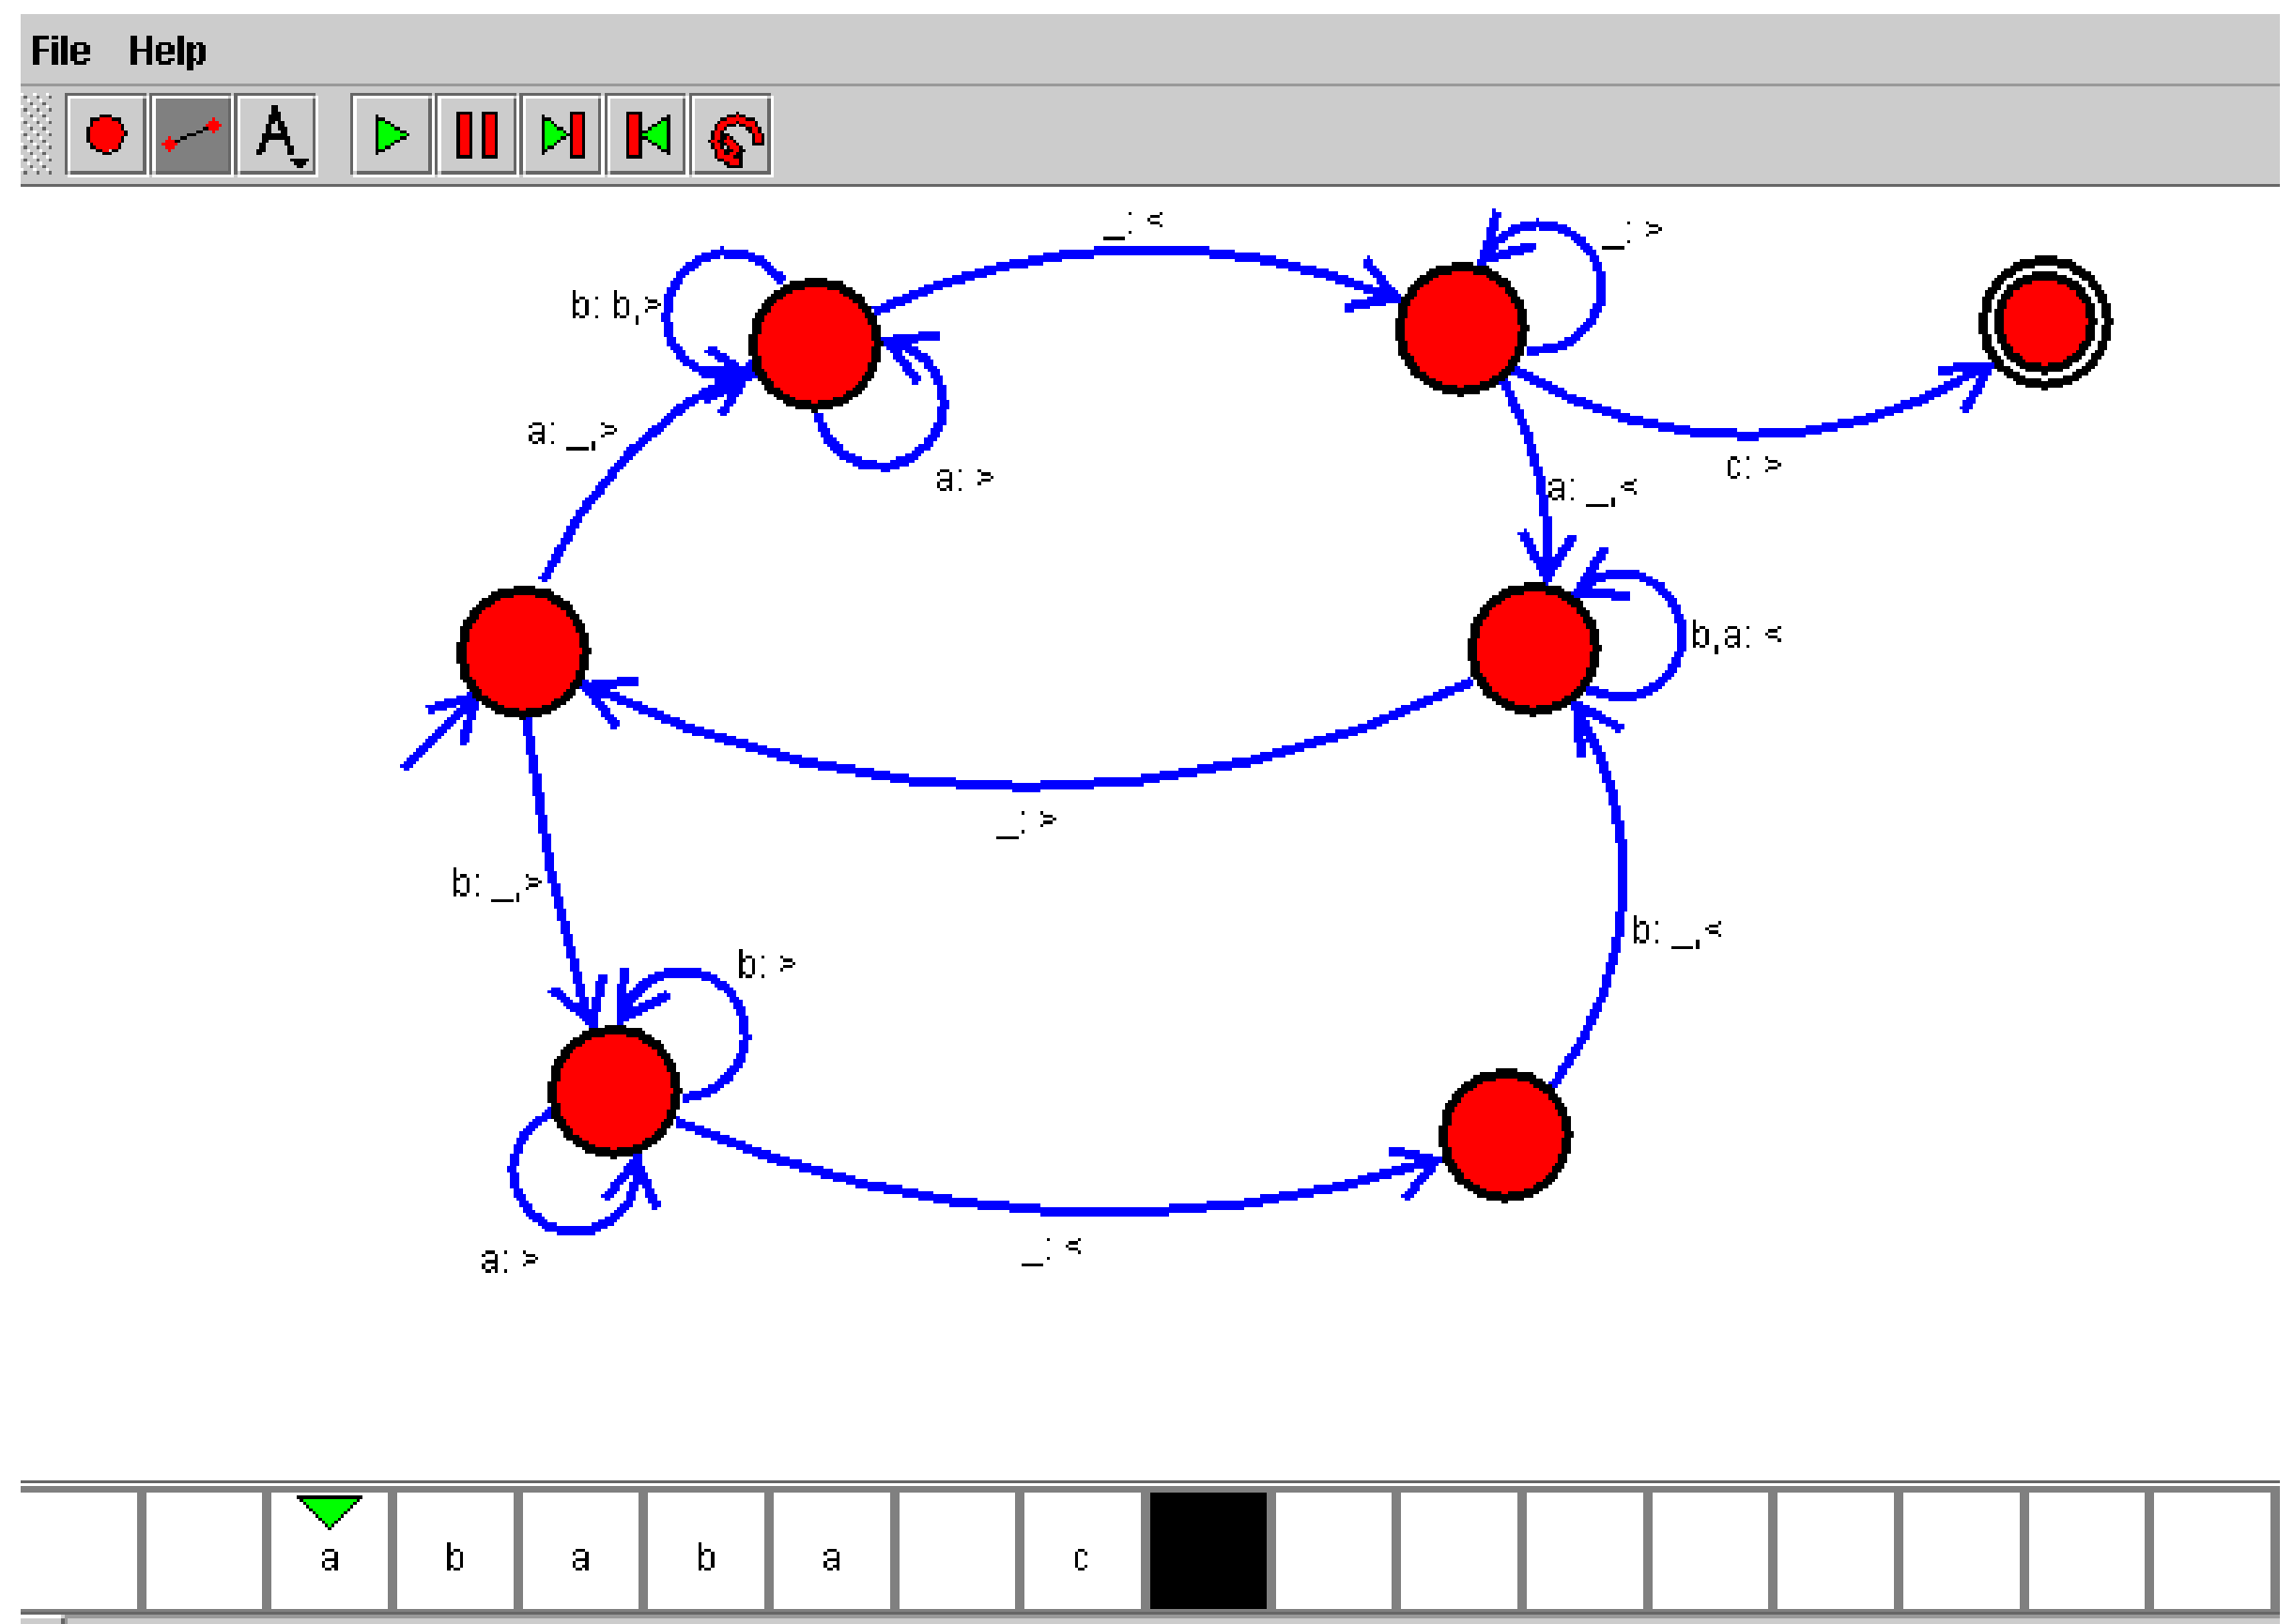 File Help
A
_: <
_: >
b: b,>
a: _,>
a: >
c: >
a: _,<
b,a: <
_: >
b: _,>
b: _,<
b: >
_: <
a: >
a b a b a c